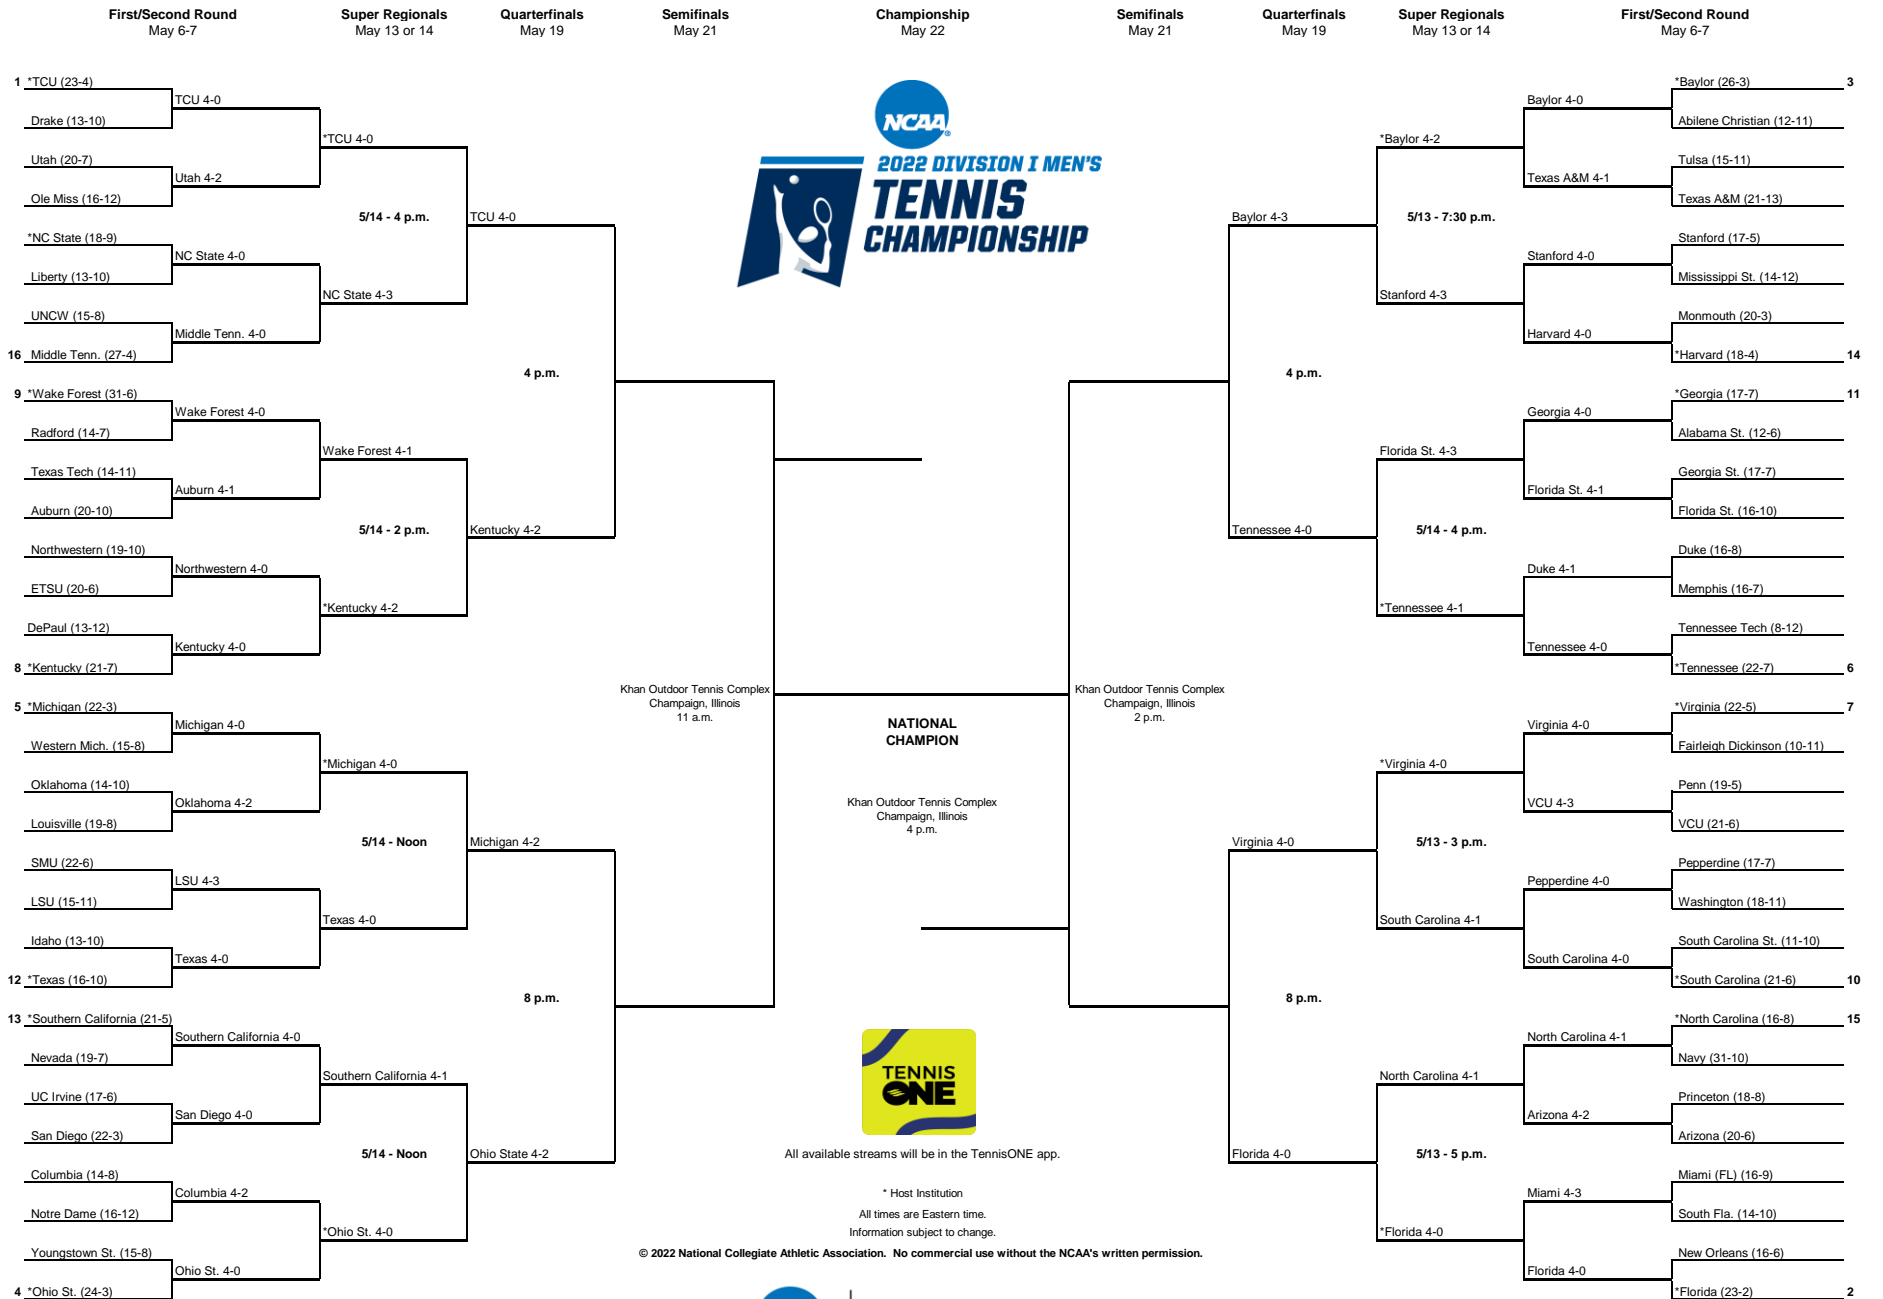 First/Second Round
May 6-7
Super Regionals
May 13 or 14
Quarterfinals
May 19
Semifinals
May 21
Championship
May 22
Semifinals
May 21
Quarterfinals
May 19
Super Regionals
May 13 or 14
First/Second Round
May 6-7
1 *TCU (23-4)
Drake (13-10)
Utah (20-7)
Ole Miss (16-12)
*NC State (18-9)
Liberty (13-10)
UNCW (15-8)
16 Middle Tenn. (27-4)
9 *Wake Forest (31-6)
Radford (14-7)
Texas Tech (14-11)
Auburn (20-10)
Northwestern (19-10)
ETSU (20-6)
DePaul (13-12)
8 *Kentucky (21-7)
5 *Michigan (22-3)
Western Mich. (15-8)
Oklahoma (14-10)
Louisville (19-8)
SMU (22-6)
LSU (15-11)
Idaho (13-10)
12 *Texas (16-10)
13 *Southern California (21-5)
Nevada (19-7)
UC Irvine (17-6)
San Diego (22-3)
Columbia (14-8)
Notre Dame (16-12)
Youngstown St. (15-8)
4 *Ohio St. (24-3)
TCU 4-0
Utah 4-2
NC State 4-0
Middle Tenn. 4-0
Wake Forest 4-0
Auburn 4-1
Northwestern 4-0
Kentucky 4-0
Michigan 4-0
Oklahoma 4-2
LSU 4-3
Texas 4-0
Southern California 4-0
San Diego 4-0
Columbia 4-2
Ohio St. 4-0
*TCU 4-0
5/14 - 4 p.m.
NC State 4-3
Wake Forest 4-1
5/14 - 2 p.m.
*Kentucky 4-2
*Michigan 4-0
5/14 - Noon
Texas 4-0
Southern California 4-1
5/14 - Noon
*Ohio St. 4-0
TCU 4-0
4 p.m.
Kentucky 4-2
Michigan 4-2
8 p.m.
Ohio State 4-2
Khan Outdoor Tennis Complex
Champaign, Illinois
11 a.m.
NCAA
2022 DIVISION I MEN'S
TENNIS
CHAMPIONSHIP
NATIONAL
CHAMPION
Khan Outdoor Tennis Complex
Champaign, Illinois
4 p.m.
TENNIS
ONE
All available streams will be in the TennisONE app.
* Host Institution
All times are Eastern time.
Information subject to change.
© 2022 National Collegiate Athletic Association. No commercial use without the NCAA's written permission.
Khan Outdoor Tennis Complex
Champaign, Illinois
2 p.m.
Baylor 4-3
4 p.m.
Tennessee 4-0
Virginia 4-0
8 p.m.
Florida 4-0
*Baylor 4-2
5/13 - 7:30 p.m.
Stanford 4-3
Florida St. 4-3
5/14 - 4 p.m.
*Tennessee 4-1
*Virginia 4-0
5/13 - 3 p.m.
South Carolina 4-1
North Carolina 4-1
5/13 - 5 p.m.
*Florida 4-0
Baylor 4-0
Texas A&M 4-1
Stanford 4-0
Harvard 4-0
Georgia 4-0
Florida St. 4-1
Duke 4-1
Tennessee 4-0
Virginia 4-0
VCU 4-3
Pepperdine 4-0
South Carolina 4-0
North Carolina 4-1
Arizona 4-2
Miami 4-3
Florida 4-0
*Baylor (26-3) 3
Abilene Christian (12-11)
Tulsa (15-11)
Texas A&M (21-13)
Stanford (17-5)
Mississippi St. (14-12)
Monmouth (20-3)
*Harvard (18-4) 14
*Georgia (17-7) 11
Alabama St. (12-6)
Georgia St. (17-7)
Florida St. (16-10)
Duke (16-8)
Memphis (16-7)
Tennessee Tech (8-12)
*Tennessee (22-7) 6
*Virginia (22-5) 7
Fairleigh Dickinson (10-11)
Penn (19-5)
VCU (21-6)
Pepperdine (17-7)
Washington (18-11)
South Carolina St. (11-10)
*South Carolina (21-6) 10
*North Carolina (16-8) 15
Navy (31-10)
Princeton (18-8)
Arizona (20-6)
Miami (FL) (16-9)
South Fla. (14-10)
New Orleans (16-6)
*Florida (23-2) 2